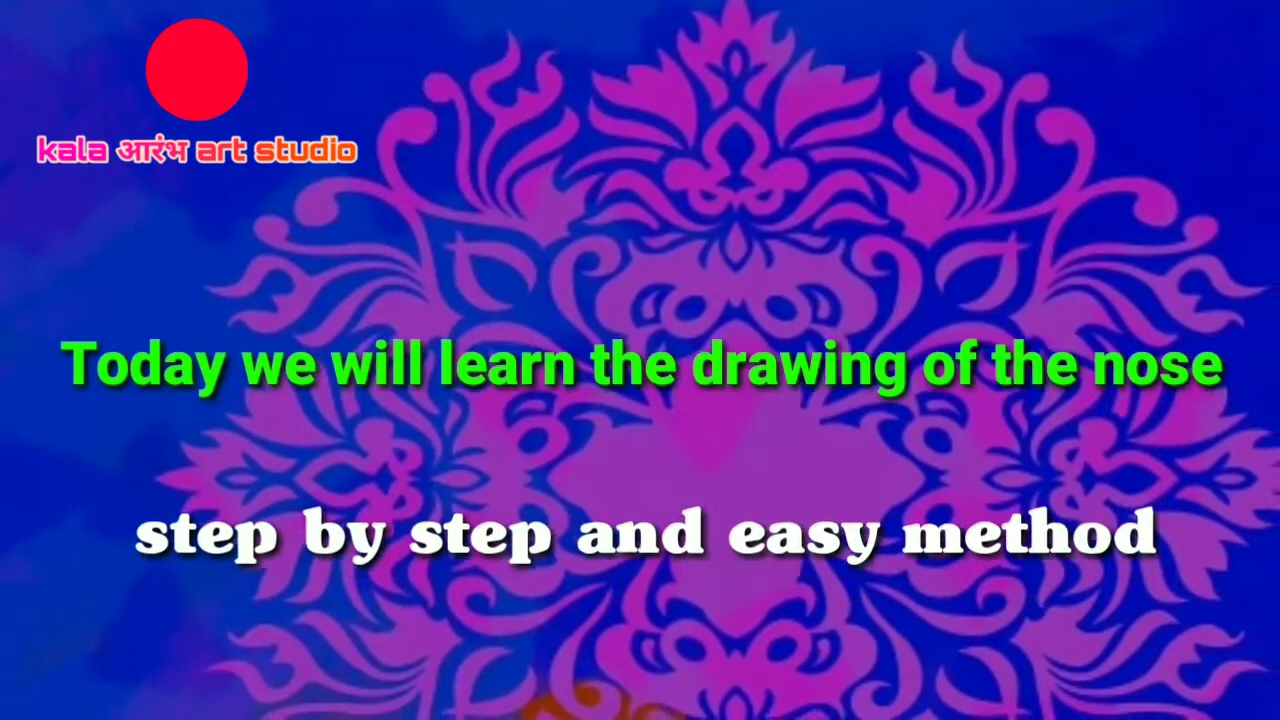 kala आरंभ art studio
Today we will learn the drawing of the nose
step by step and easy method